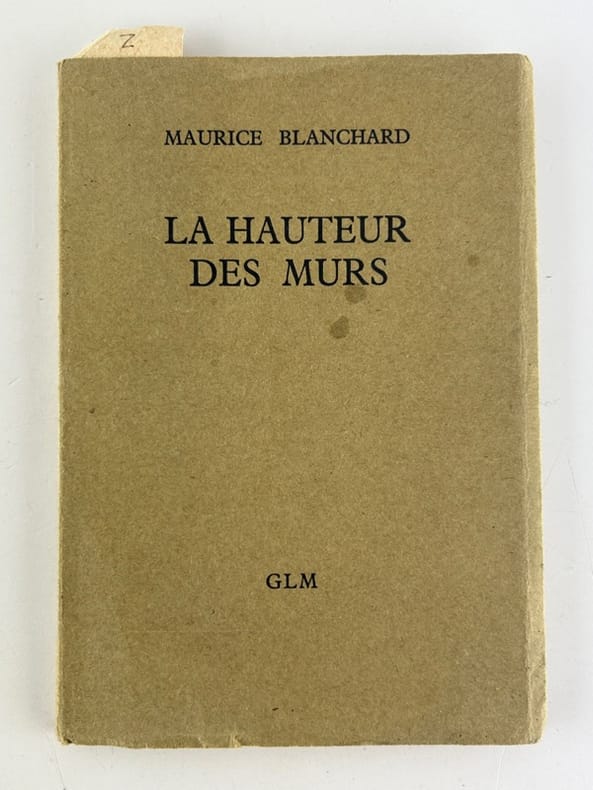 Z
MAURICE BLANCHARD
LA HAUTEUR
DES MURS
GLM